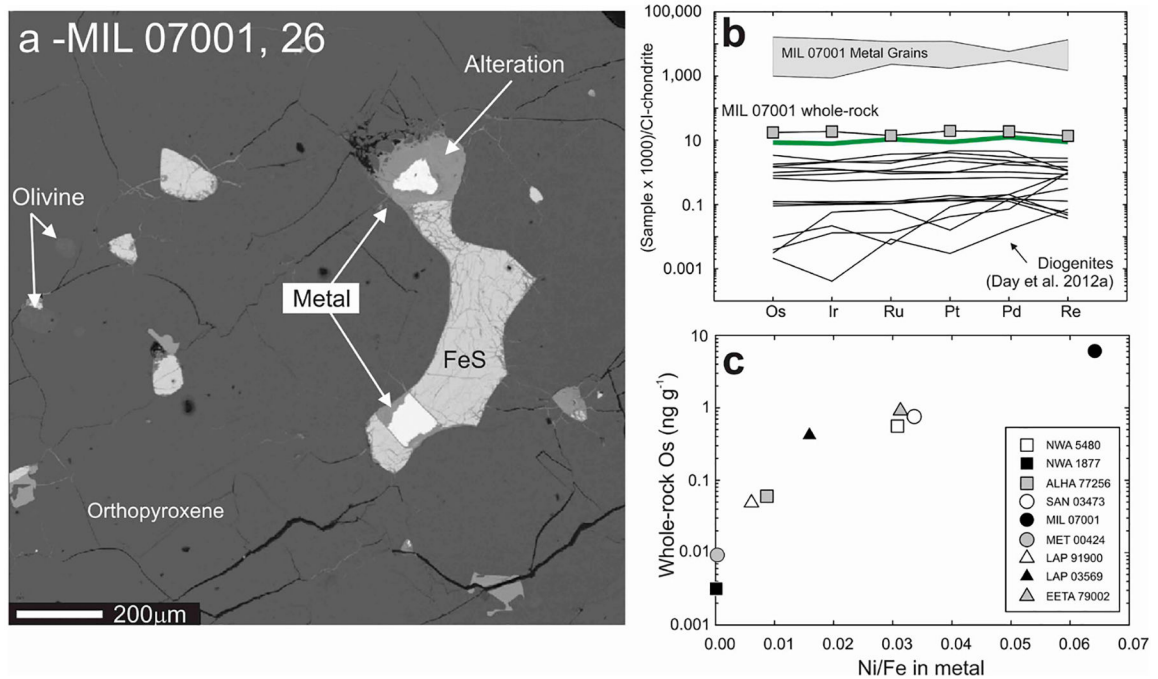 a -MIL 07001, 26
Alteration
Olivine
Metal
FeS
Orthopyroxene
200μm
b
100,000
1,000
10
0.1
0.001
(Sample x 1000)/CI-chondrite
MIL 07001 Metal Grains
MIL 07001 whole-rock
Diogenites
(Day et al. 2012a)
Os Ir Ru Pt Pd Re
c
10
1
0.1
0.01
0.001
Whole-rock Os (ng g-1)
NWA 5480
NWA 1877
ALHA 77256
SAN 03473
MIL 07001
MET 00424
LAP 91900
LAP 03569
EETA 79002
0.00 0.01 0.02 0.03 0.04 0.05 0.06 0.07
Ni/Fe in metal